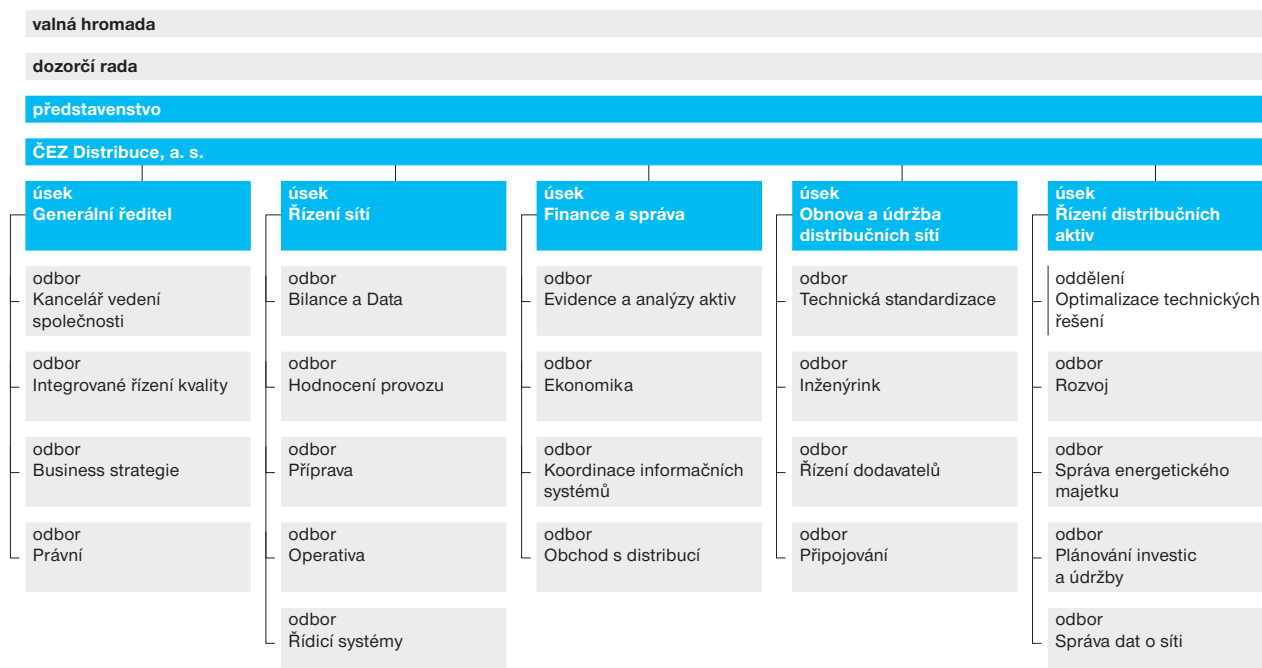 valná hromada
dozorčí rada
představenstvo
ČEZ Distribuce, a. s.
úsek
Generální ředitel
odbor
Kancelář vedení
společnosti
odbor
Integrované řízení kvality
odbor
Business strategie
odbor
Právní
úsek
Řízení sítí
odbor
Bilance a Data
odbor
Hodnocení provozu
odbor
Příprava
odbor
Operativa
odbor
Řídicí systémy
úsek
Finance a správa
odbor
Evidence a analýzy aktiv
odbor
Ekonomika
odbor
Koordinace informačních
systémů
odbor
Obchod s distribucí
úsek
Obnova a údržba
distribučních sítí
odbor
Technická standardizace
odbor
Inženýrink
odbor
Řízení dodavatelů
odbor
Připojování
úsek
Řízení distribučních
aktiv
oddělení
Optimalizace technických
řešení
odbor
Rozvoj
odbor
Správa energetického
majetku
odbor
Plánování investic
a údržby
odbor
Správa dat o síti